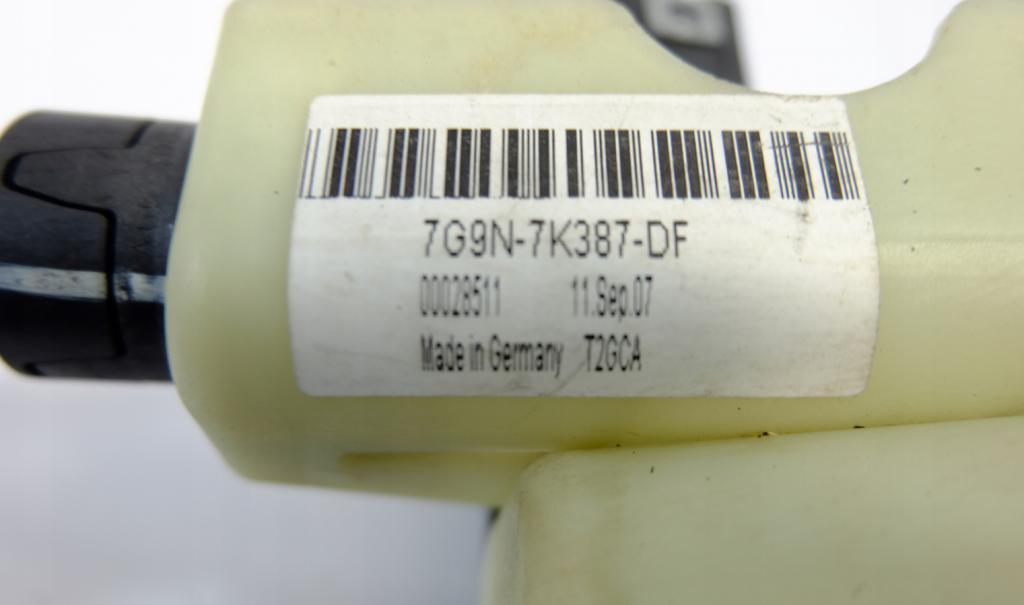 7G9N-7K387-DF
00028511 11.Sep.07
Made in Germany T2GCA